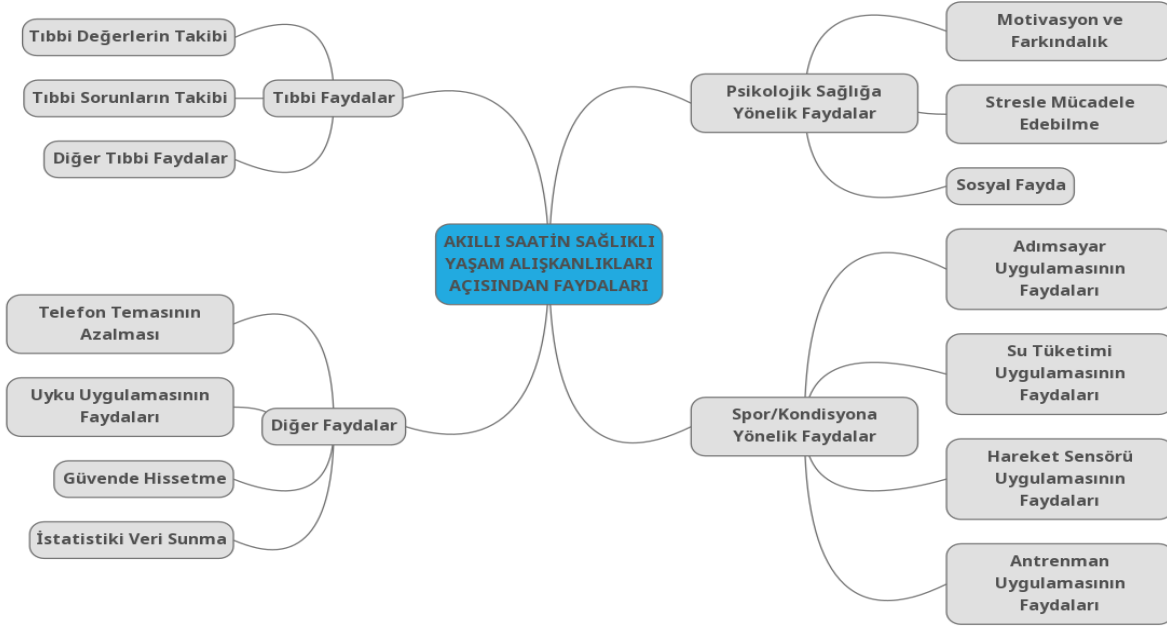 Tıbbi Değerlerin Takibi
Tıbbi Sorunların Takibi
Diğer Tıbbi Faydalar
Tıbbi Faydalar
Psikolojik Sağlığa
Yönelik Faydalar
Motivasyon ve
Farkındalık
Stresle Mücadele
Edebilme
Sosyal Fayda
AKILLI SAATİN SAĞLIKLI
YAŞAM ALIŞKANLIKLARI
AÇISINDAN FAYDALARI
Telefon Temasının
Azalması
Uyku Uygulamasının
Faydaları
Güvende Hissetme
İstatistiki Veri Sunma
Diğer Faydalar
Spor/Kondisyona
Yönelik Faydalar
Adımsayar
Uygulamasının
Faydaları
Su Tüketimi
Uygulamasının
Faydaları
Hareket Sensörü
Uygulamasının
Faydaları
Antrenman
Uygulamasının
Faydaları